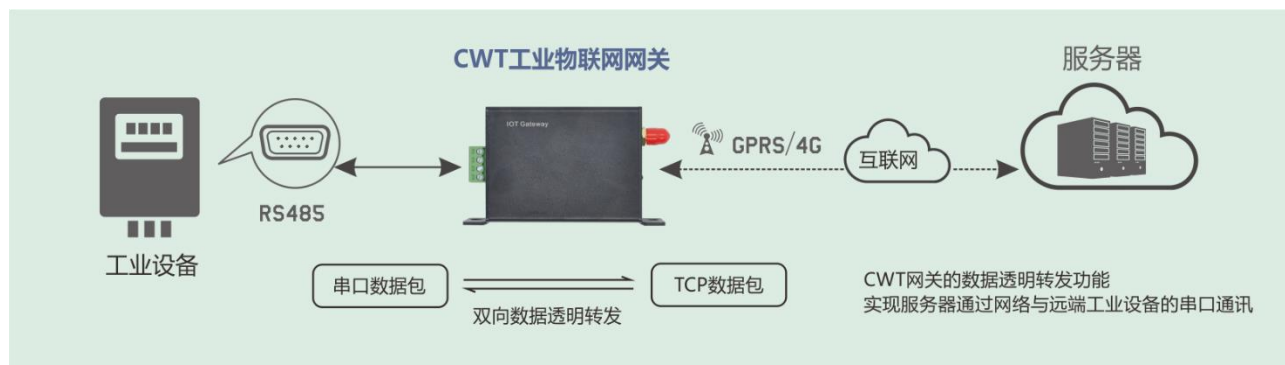 CWT工业物联网网关
服务器
IOT Gateway
GPRS/4G
互联网
RS485
工业设备
串口数据包
TCP数据包
双向数据透明转发
CWT网关的数据透明转发功能
实现服务器通过网络与远端工业设备的串口通讯